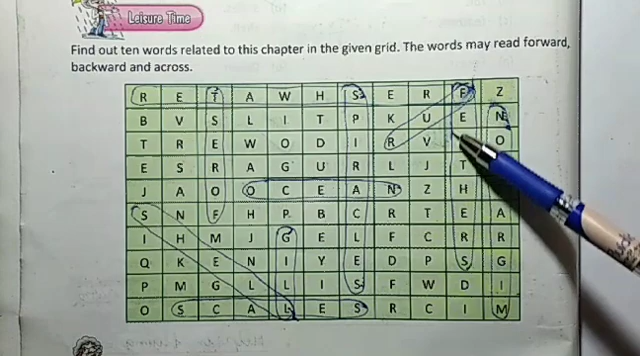 Leisure Time
Find out ten words related to this chapter in the given grid. The words may read forward,
backward and across.
R E T A W H S E R F Z
B V S L I T P K U E N
T R E W O D I R V O
E S R A G U R L J T
J A O O C E A N Z H
S N F H P B C R T E A
I H M J G E L F C R R
Q K E N I Y E D P S G
P M G L L I S F W D I
O S C A L E S R C I M